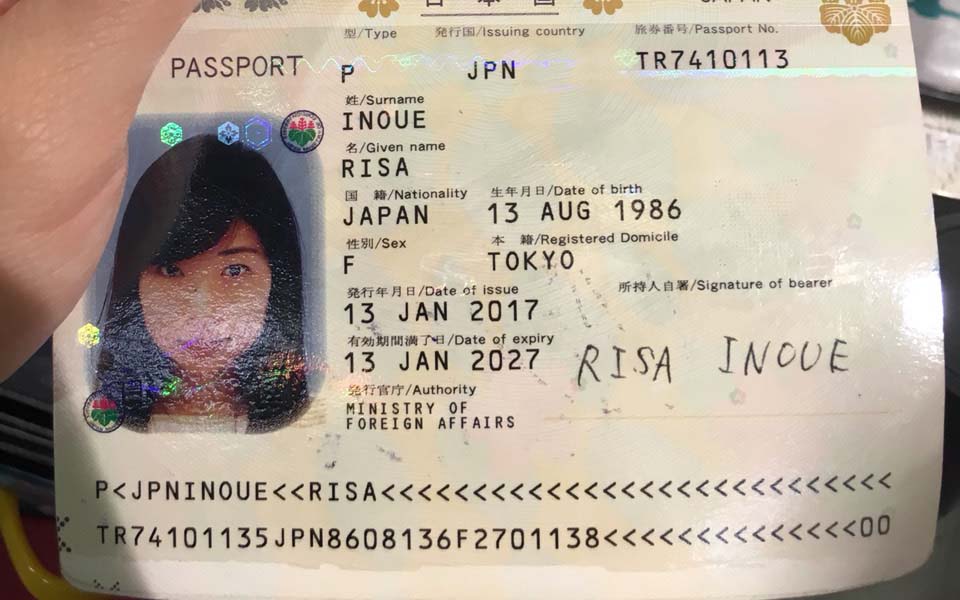 日本国 JAPAN
型/Type 発行国/Issuing country 旅券番号/Passport No.
PASSPORT P JPN TR7410113
姓/Surname
INOUE
名/Given name
RISA
国 籍/Nationality 生年月日/Date of birth
JAPAN 13 AUG 1986
性別/Sex 本 籍/Registered Domicile
F TOKYO
発行年月日/Date of issue 所持人自署/Signature of bearer
13 JAN 2017
有効期間満了日/Date of expiry
13 JAN 2027 RISA INOUE
発行官庁/Authority
MINISTRY OF
FOREIGN AFFAIRS
P<JPNINOUE<<RISA<<<<<<<<<<<<<<<<<<<<<<<<<<<<
TR74101135JPN8608136F2701138<<<<<<<<<<<<<<00